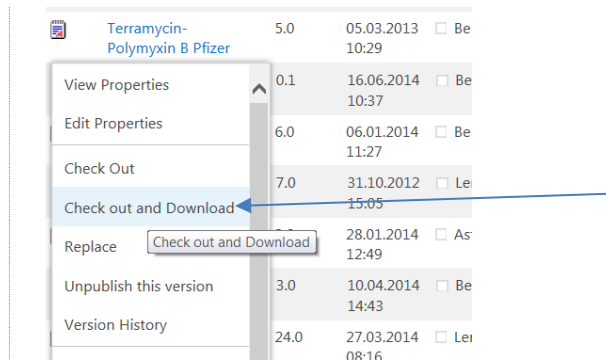 Terramycin- 5.0 05.03.2013 Be
Polymyxin B Pfizer 10:29
View Properties 0.1 16.06.2014 Be
10:37
Edit Properties 6.0 06.01.2014 Be
11:27
Check Out 7.0 31.10.2012 Ler
Check out and Download 15:05
28.01.2014 As
Replace Check out and Download 12:49
Unpublish this version 3.0 10.04.2014 Be
14:43
Version History 24.0 27.03.2014 Ler
08:16